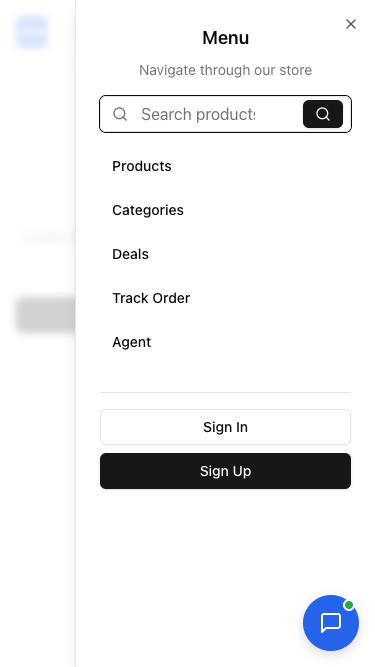 Menu
Navigate through our store
Search products
Products
Categories
Deals
Track Order
Agent
Sign In
Sign Up